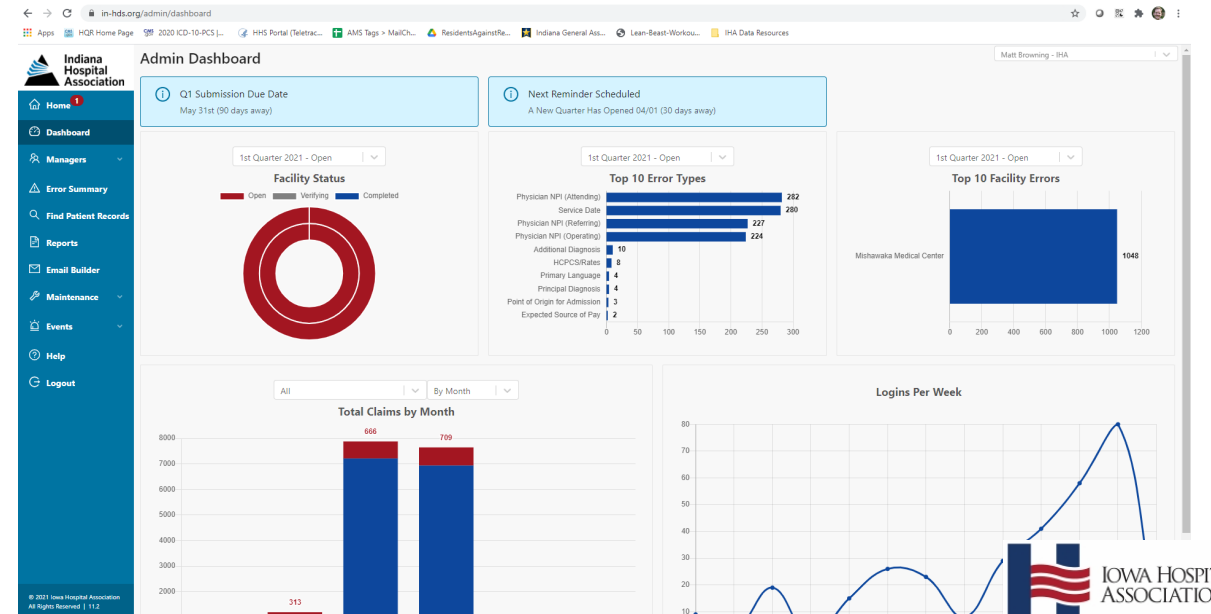 in-hds.org/admin/dashboard
Apps HQR Home Page 2020 ICD-10-PCS |... HHS Portal (Teletrac... AMS Tags > MailCh... ResidentsAgainstRe... Indiana General Ass... Lean-Beast-Workou... IHA Data Resources
Indiana
Hospital
Association
Admin Dashboard
Matt Browning - IHA
Home 1
Dashboard
Managers
Error Summary
Find Patient Records
Reports
Email Builder
Maintenance
Events
Help
Logout
© 2021 Iowa Hospital Association
All Rights Reserved | 11.2
Q1 Submission Due Date
May 31st (90 days away)
Next Reminder Scheduled
A New Quarter Has Opened 04/01 (30 days away)
1st Quarter 2021 - Open
Facility Status
Open Verifying Completed
1st Quarter 2021 - Open
Top 10 Error Types
Physician NPI (Attending) 282
Service Date 280
Physician NPI (Referring) 227
Physician NPI (Operating) 224
Additional Diagnosis 10
HCPCS/Rates 8
Primary Language 4
Principal Diagnosis 4
Point of Origin for Admission 3
Expected Source of Pay 2
0 50 100 150 200 250 300
1st Quarter 2021 - Open
Top 10 Facility Errors
Mishawaka Medical Center 1048
0 200 400 600 800 1000 1200
All By Month
Total Claims by Month
666
709
8000
7000
6000
5000
4000
3000
2000
313
Logins Per Week
80
70
60
50
40
30
20
10
IOWA HOSPI
ASSOCIATIO